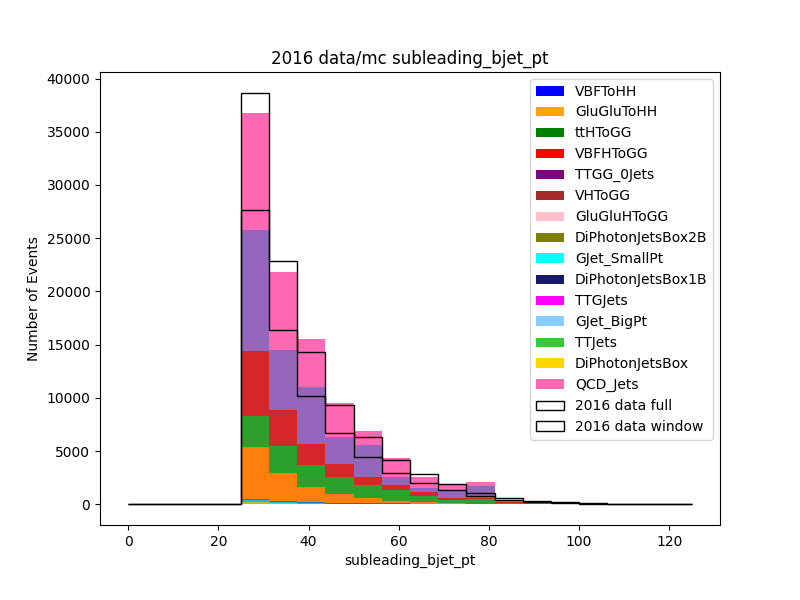 2016 data/mc subleading_bjet_pt
40000
35000
30000
25000
20000
15000
10000
5000
0
Number of Events
0 20 40 60 80 100 120
subleading_bjet_pt
VBFToHH
GluGluToHH
ttHToGG
VBFHToGG
TTGG_0Jets
VHToGG
GluGluHToGG
DiPhotonJetsBox2B
GJet_SmallPt
DiPhotonJetsBox1B
TTGJets
GJet_BigPt
TTJets
DiPhotonJetsBox
QCD_Jets
2016 data full
2016 data window